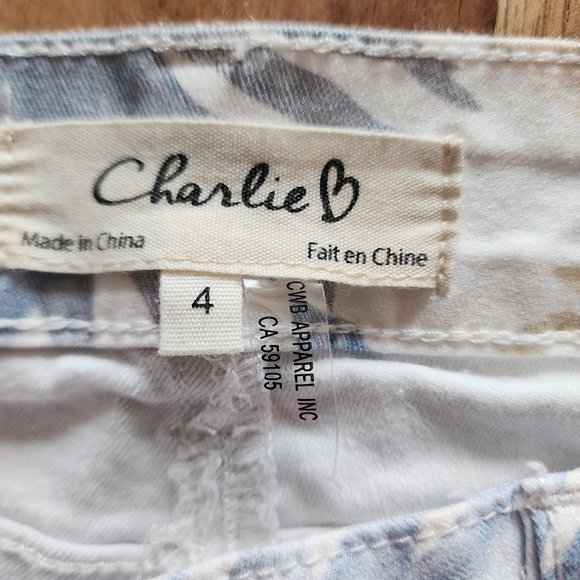 Charlie B
Made in China
Fait en Chine
4
CWB APPAREL INC
CA 59105